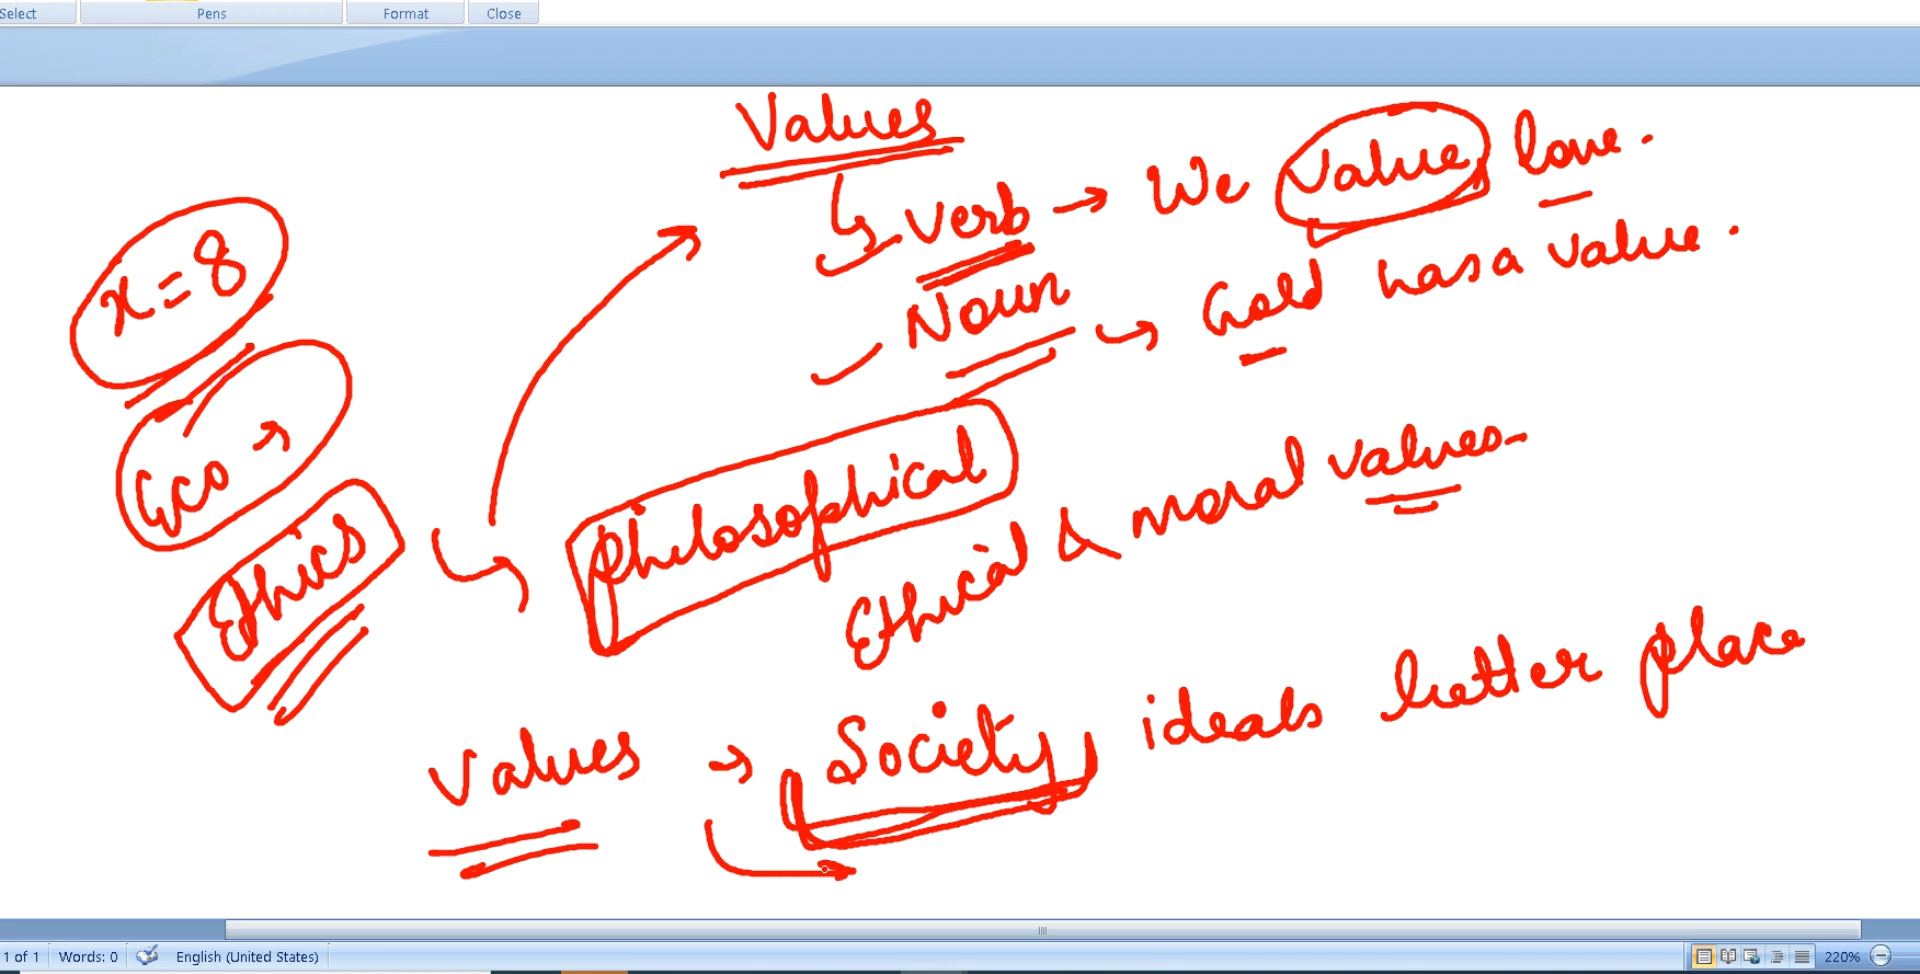 Select Pens Format Close
Values
Verb → We value love.
x = 8
Noun → Gold has a value.
Eco →
Philosophical
Ethical & moral values
Ethics
Values → Society ideals better place
1 of 1 Words: 0 English (United States) 220%